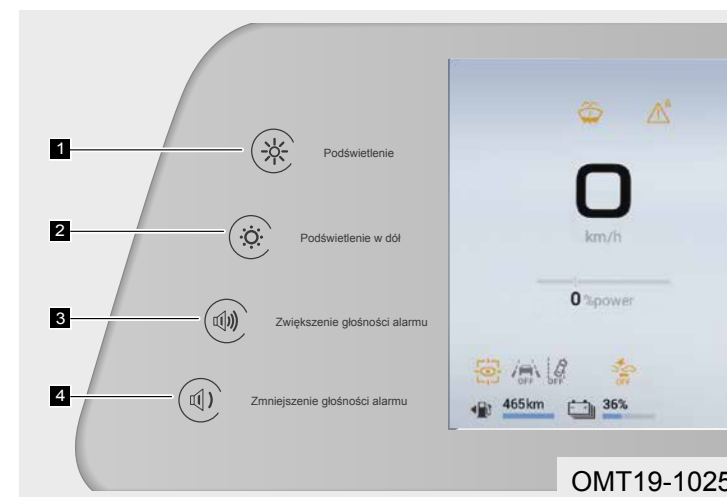 1
Podświetlenie
2
Podświetlenie w dół
km/h
0 %power
3
Zwiększenie głośności alarmu
OFF OFF OFF
4
Zmniejszenie głośności alarmu
465km 36%
0
OMT19-1025